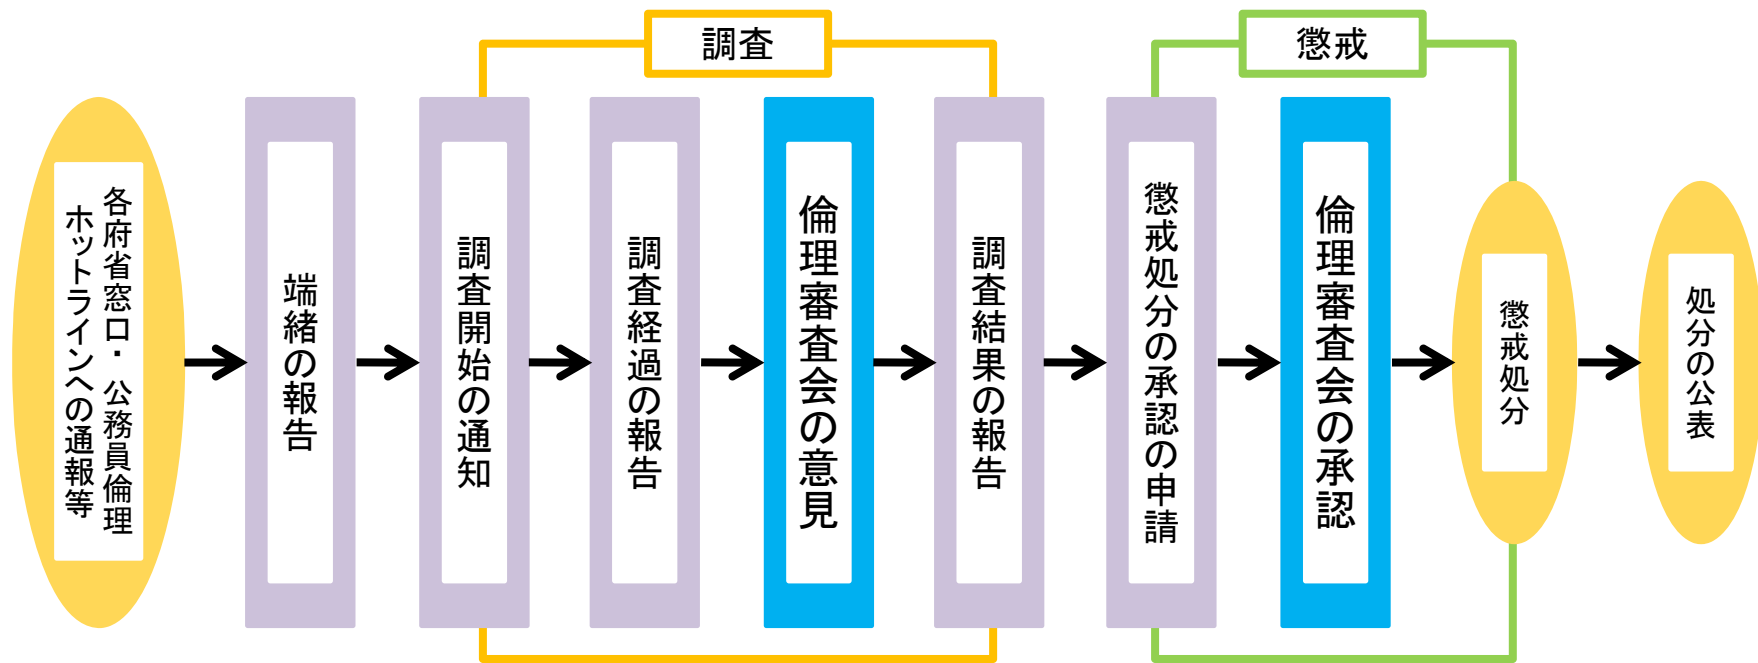 調査
懲戒
各府省窓口・公務員倫理
ホットラインへの通報等
端緒の報告
調査開始の通知
調査経過の報告
倫理審査会の意見
調査結果の報告
懲戒処分の承認の申請
倫理審査会の承認
懲戒処分
処分の公表